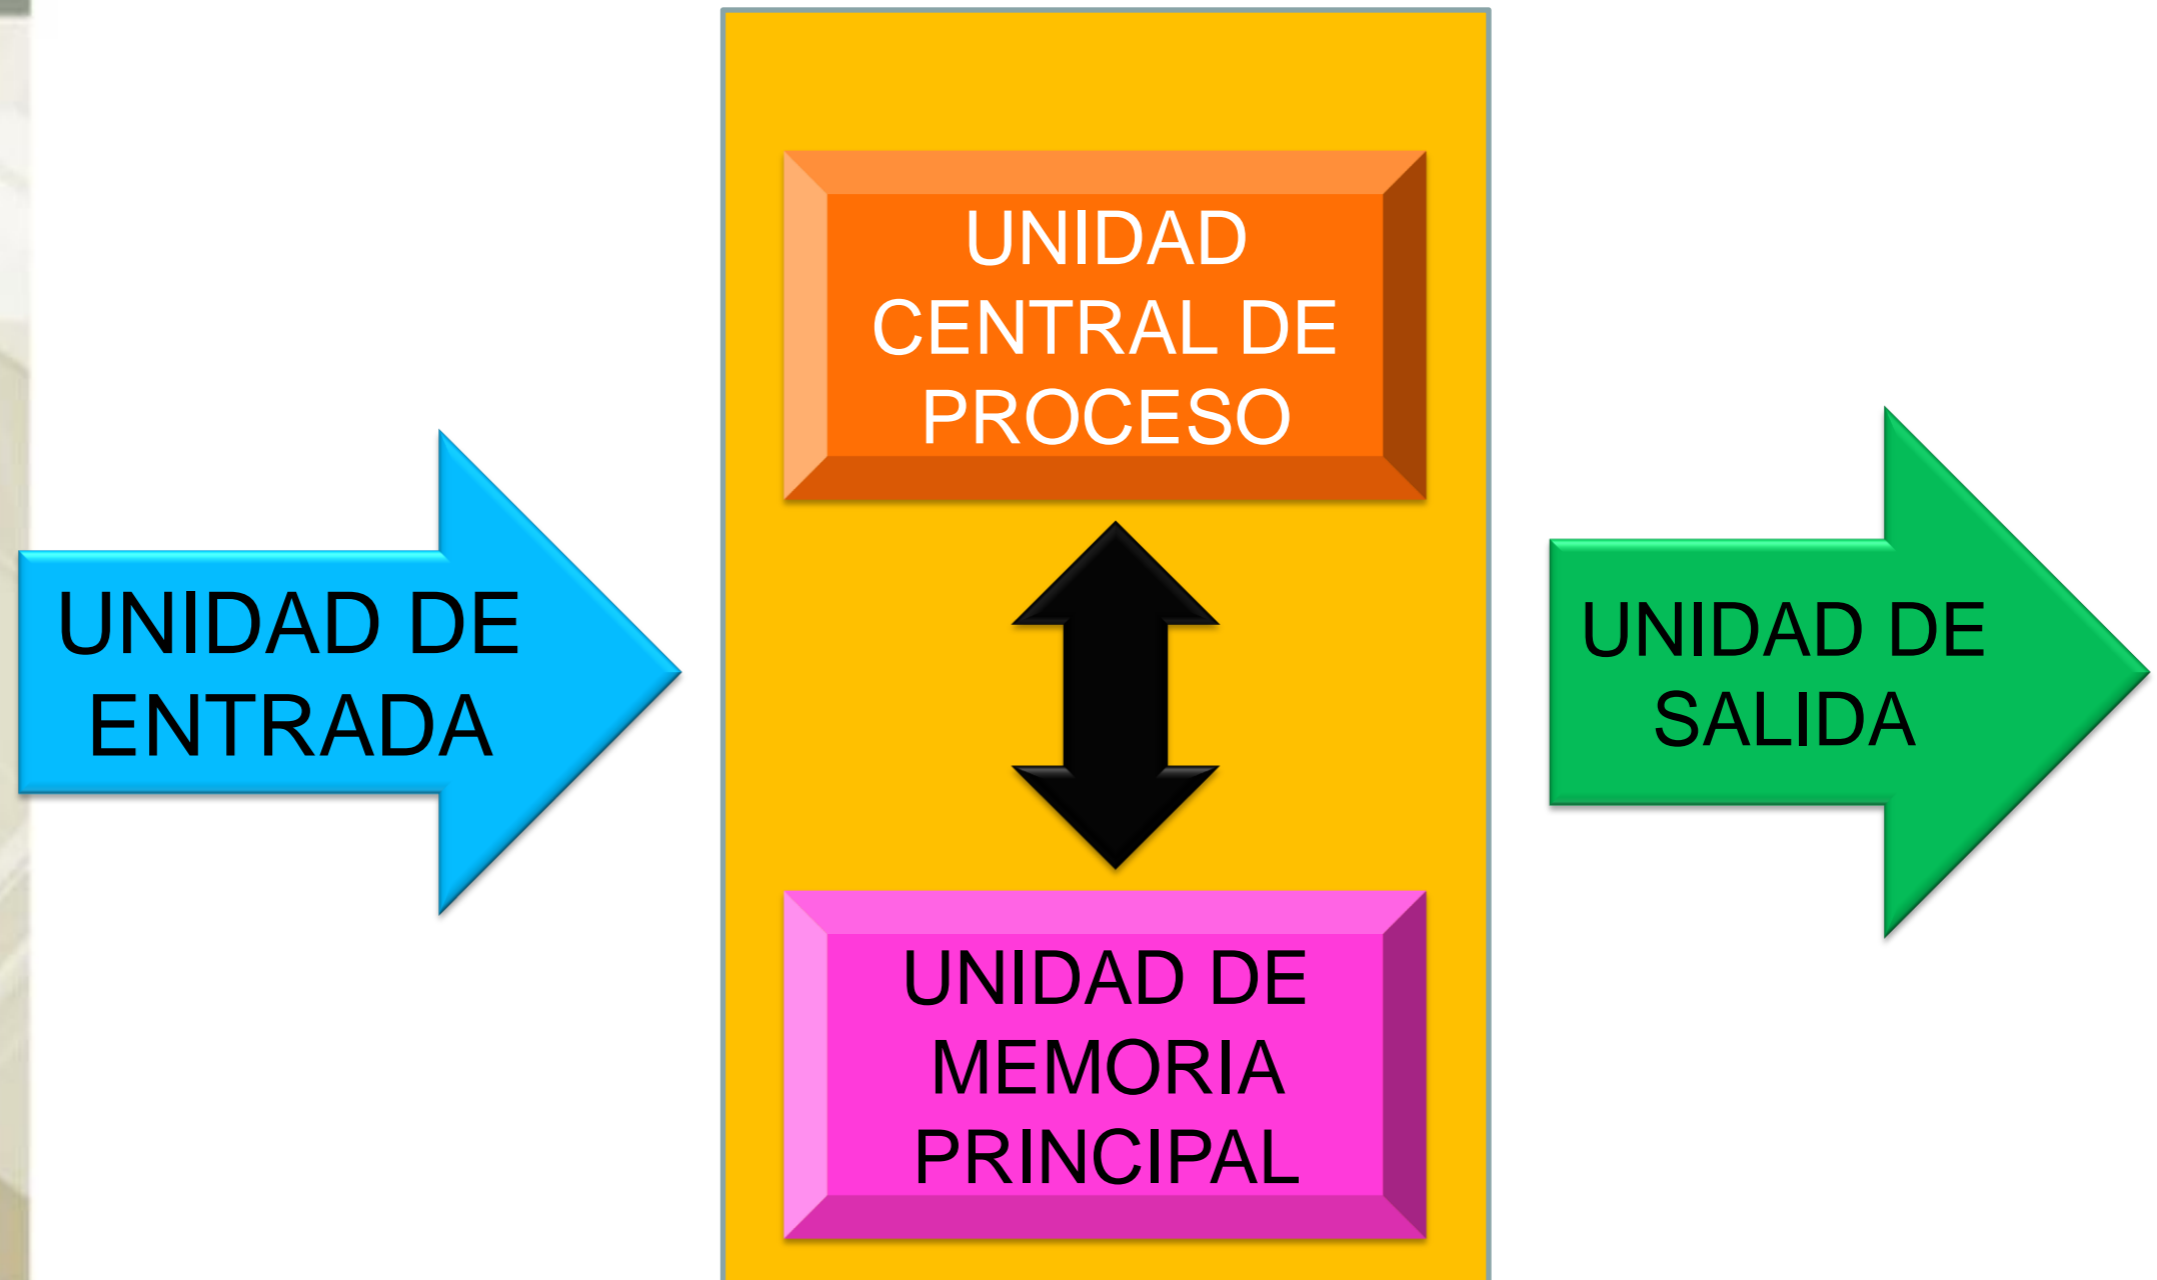 UNIDAD DE
ENTRADA
UNIDAD
CENTRAL DE
PROCESO
UNIDAD DE
MEMORIA
PRINCIPAL
UNIDAD DE
SALIDA